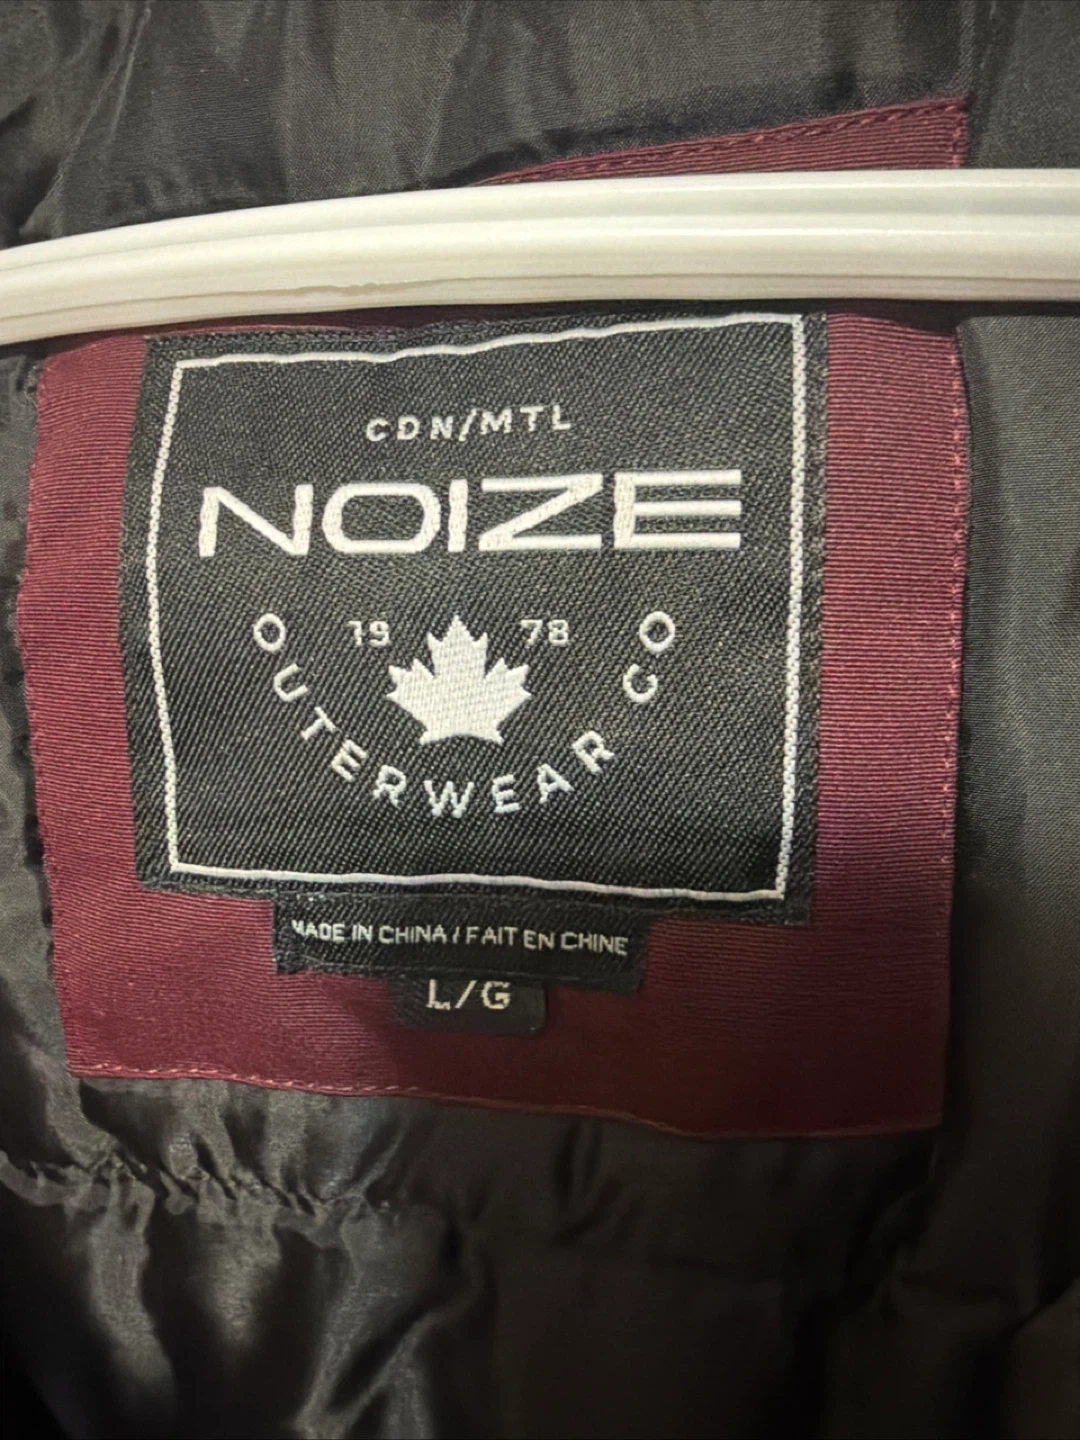 CDN/MTL
NOIZE
19 78
OUTERWEAR CO
MADE IN CHINA / FAIT EN CHINE
L/G